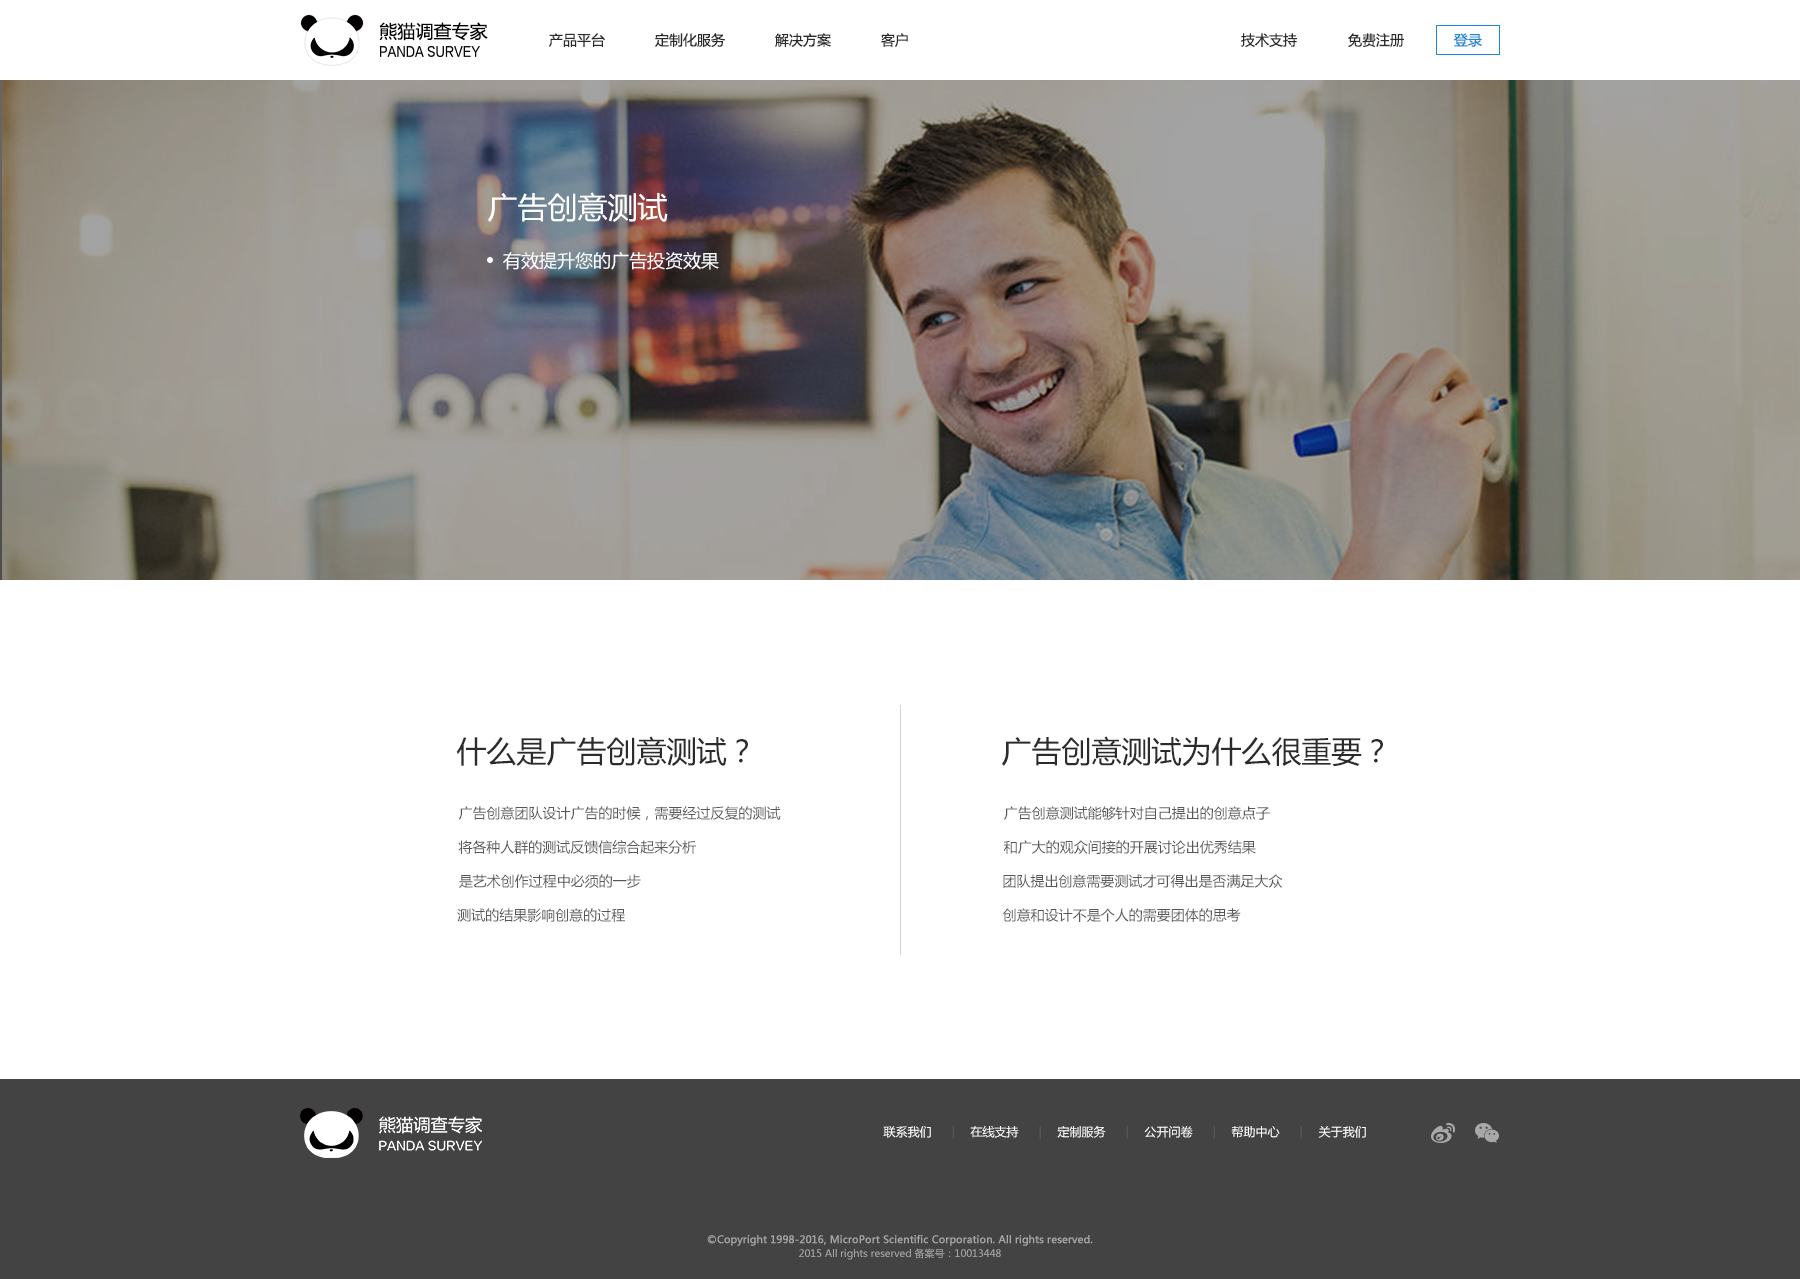 熊猫调查专家
PANDA SURVEY
产品平台 定制化服务 解决方案 客户 技术支持 免费注册 登录
广告创意测试
• 有效提升您的广告投资效果
什么是广告创意测试？
广告创意团队设计广告的时候，需要经过反复的测试
将各种人群的测试反馈信综合起来分析
是艺术创作过程中必须的一步
测试的结果影响创意的过程
广告创意测试为什么很重要？
广告创意测试能够针对自己提出的创意点子
和广大的观众间接的开展讨论出优秀结果
团队提出创意需要测试才可得出是否满足大众
创意和设计不是个人的需要团体的思考
熊猫调查专家
PANDA SURVEY
联系我们 | 在线支持 | 定制服务 | 公开问卷 | 帮助中心 | 关于我们
©Copyright 1998-2016, MicroPort Scientific Corporation. All rights reserved.
2015 All rights reserved 备案号：10013448